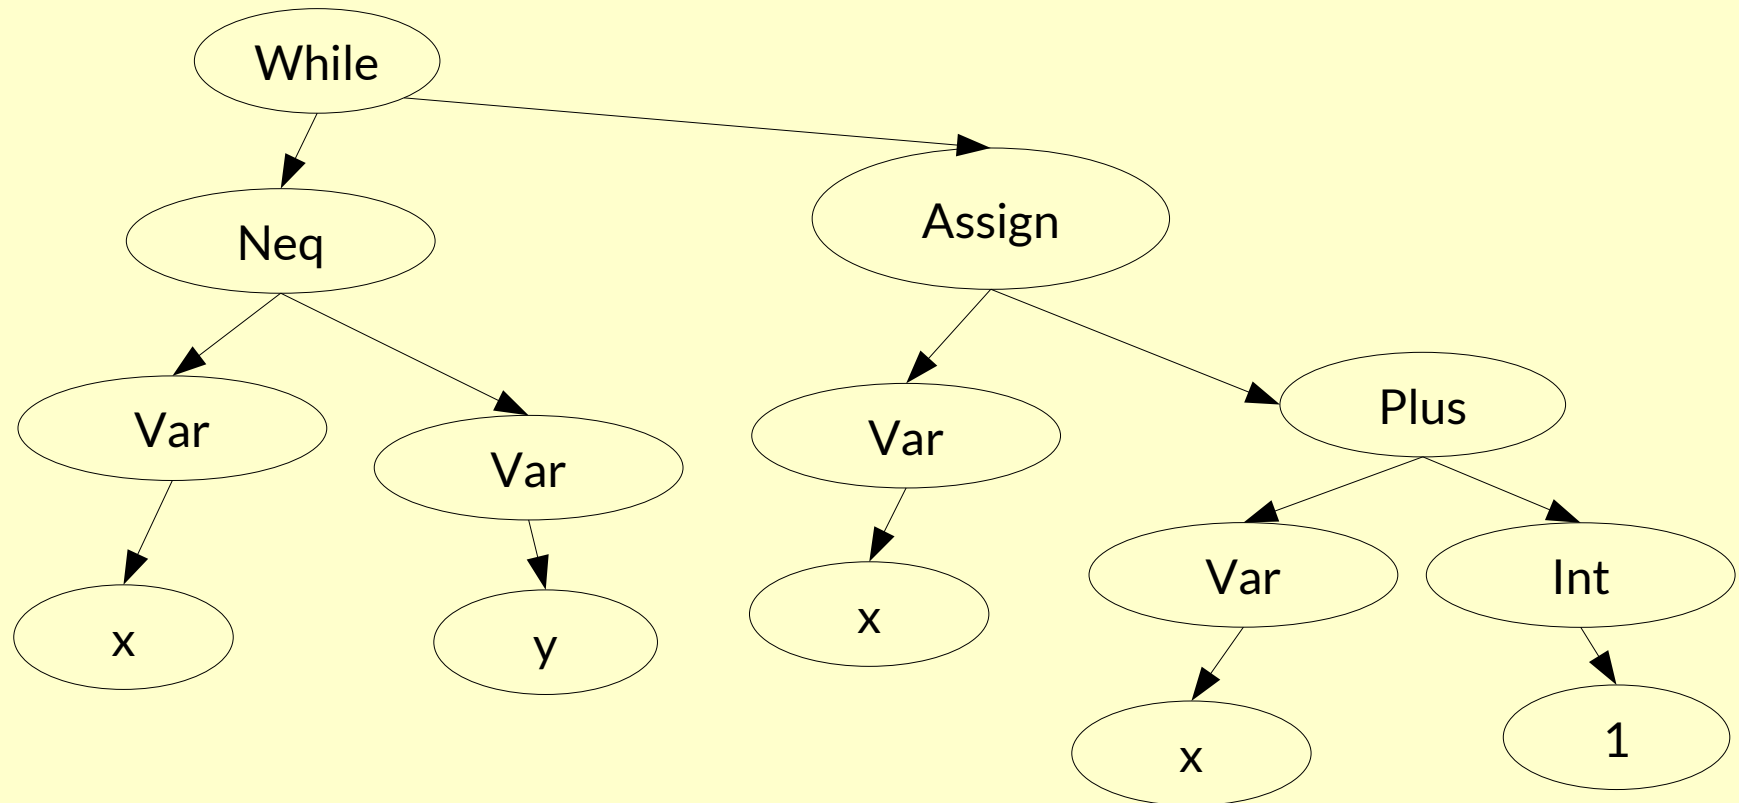 While
Neq
Assign
Var
Var
Var
Plus
x
y
x
Var
Int
x
1